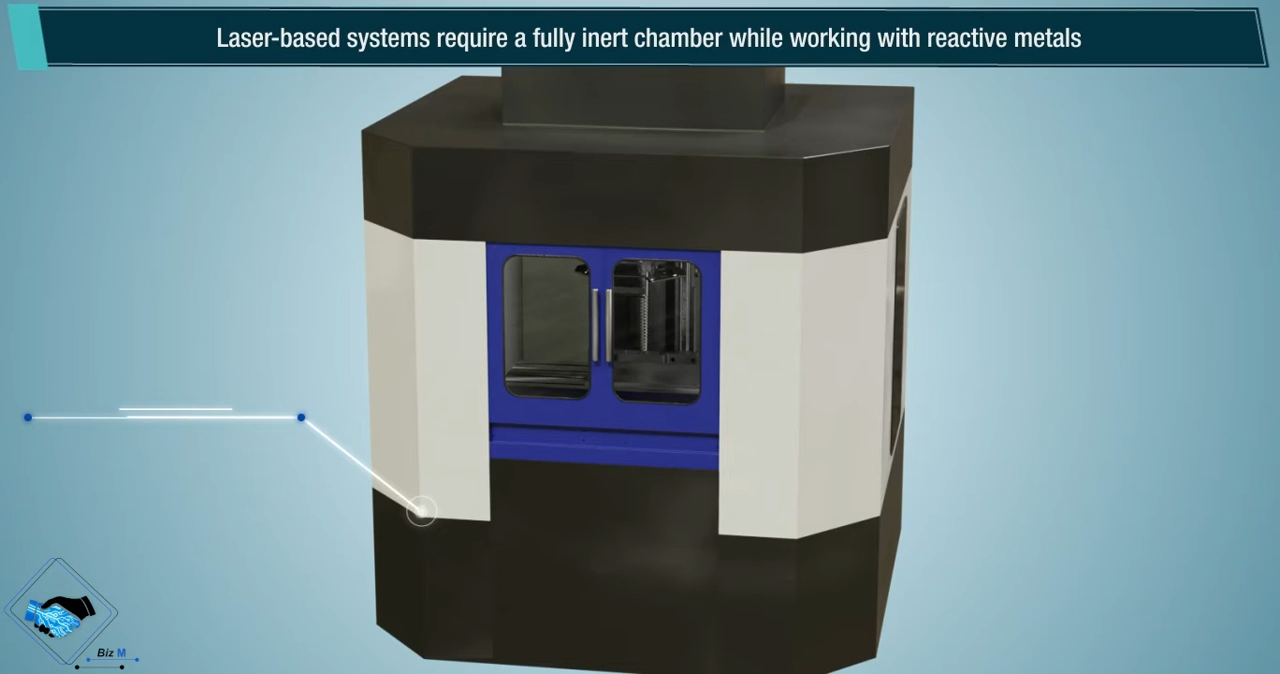 Laser-based systems require a fully inert chamber while working with reactive metals
Biz M